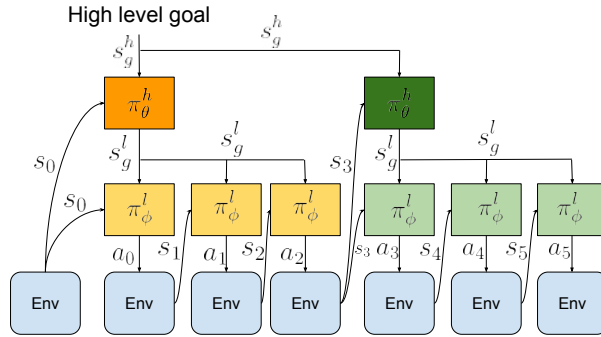 High level goal
s_g^h
s_g^h
π_θ^h
π_θ^h
s_0
s_g^l
s_g^l
s_3
s_g^l
s_g^l
s_0
π_ϕ^l
π_ϕ^l
π_ϕ^l
π_ϕ^l
π_ϕ^l
π_ϕ^l
a_0
s_1
a_1
s_2
a_2
s_3
a_3
s_4
a_4
s_5
a_5
Env
Env
Env
Env
Env
Env
Env